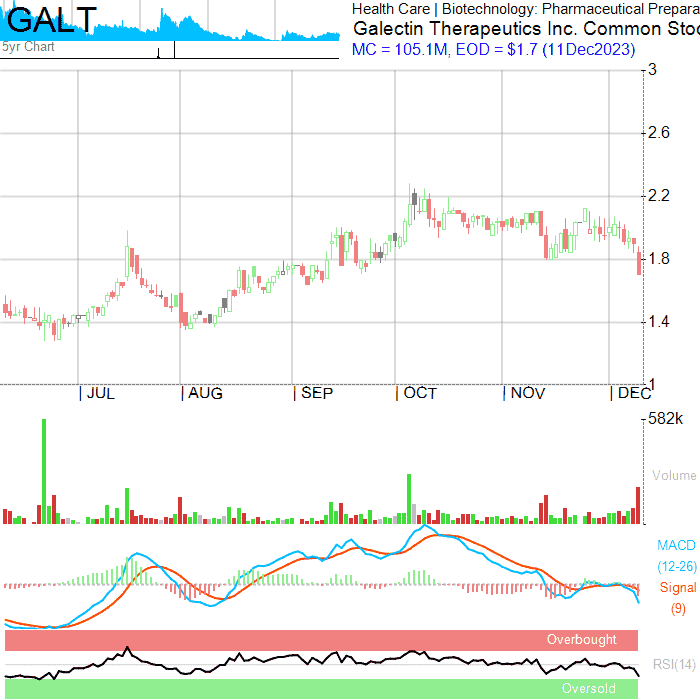 GALT
5yr Chart
Health Care | Biotechnology: Pharmaceutical Prepara
Galectin Therapeutics Inc. Common Stoc
MC = 105.1M, EOD = $1.7 (11Dec2023)
3
2.6
2.2
1.8
1.4
1
| JUL | AUG | SEP | OCT | NOV | DEC
582k
Volume
MACD
(12-26)
Signal
(9)
Overbought
RSI(14)
Oversold